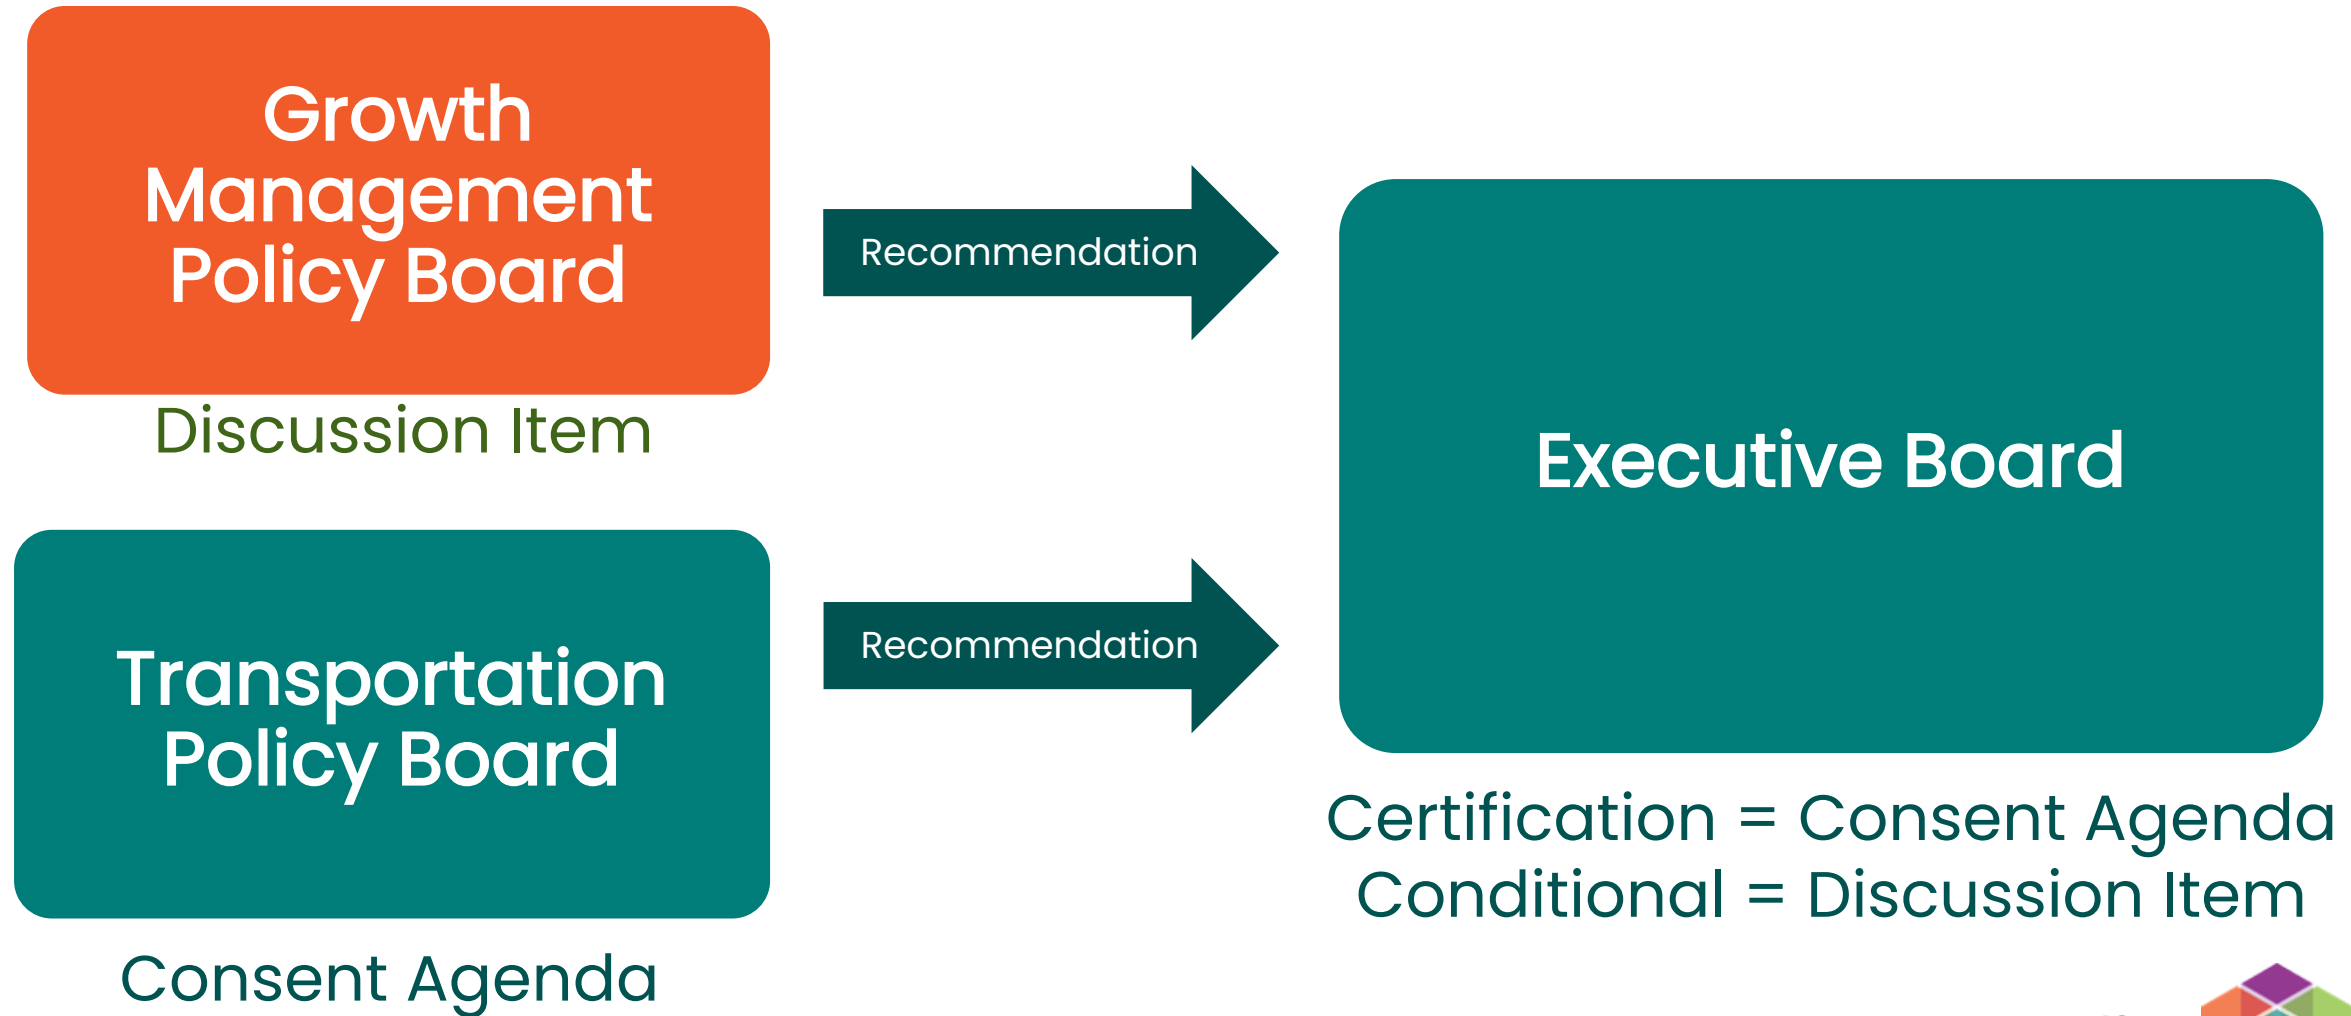 Growth
Management
Policy Board
Discussion Item
Recommendation
Transportation
Policy Board
Consent Agenda
Recommendation
Executive Board
Certification = Consent Agenda
Conditional = Discussion Item